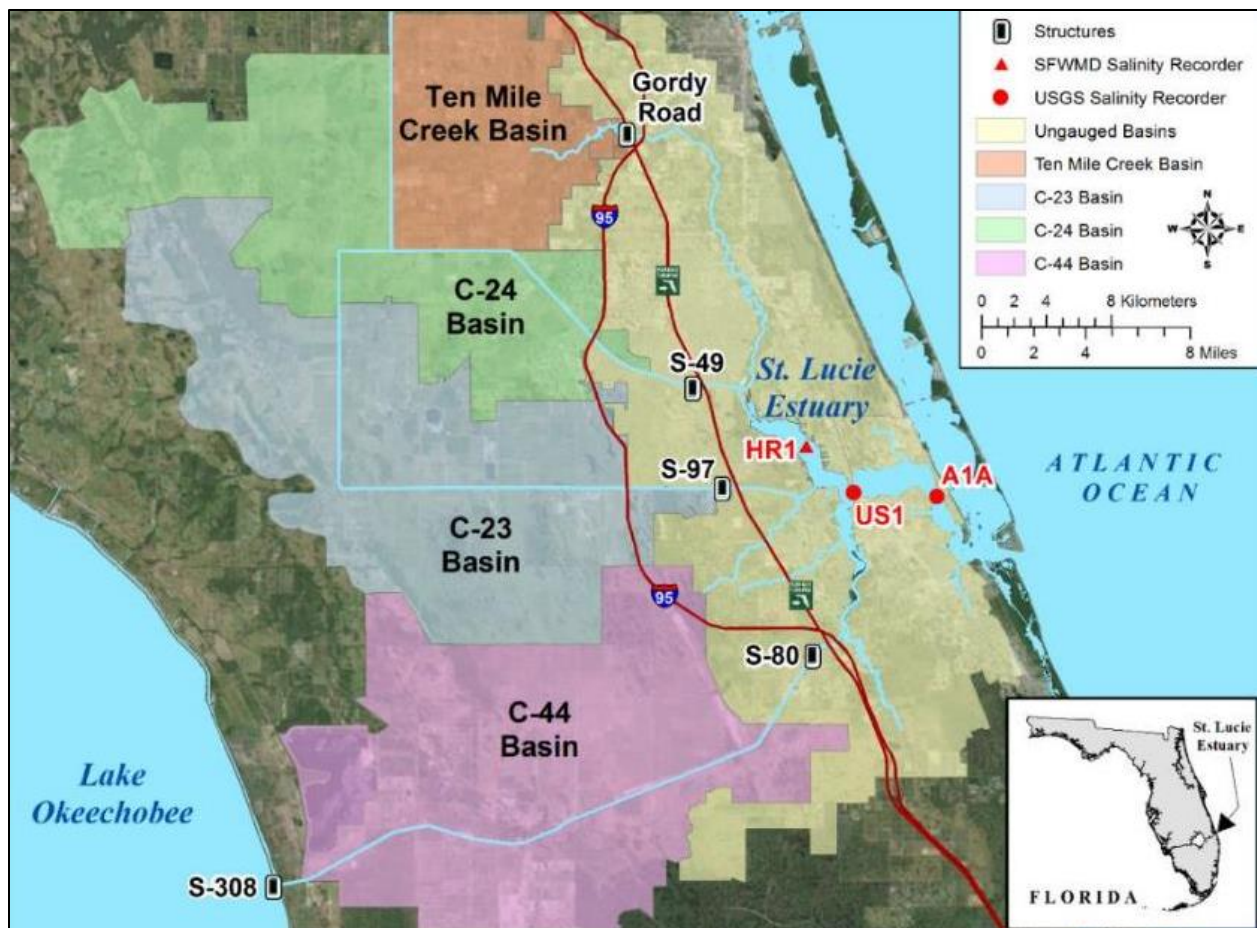 Structures
SFWMD Salinity Recorder
USGS Salinity Recorder
Ungauged Basins
Ten Mile Creek Basin
C-23 Basin
C-24 Basin
C-44 Basin
N
W E
S
0 2 4 8 Kilometers
0 2 4 8 Miles
Ten Mile
Creek Basin
Gordy
Road
95
C-24
Basin
S-49
St. Lucie
Estuary
HR1
S-97
A1A
US1
ATLANTIC
OCEAN
C-23
Basin
95
S-80
C-44
Basin
Lake
Okeechobee
S-308
St. Lucie
Estuary
FLORIDA